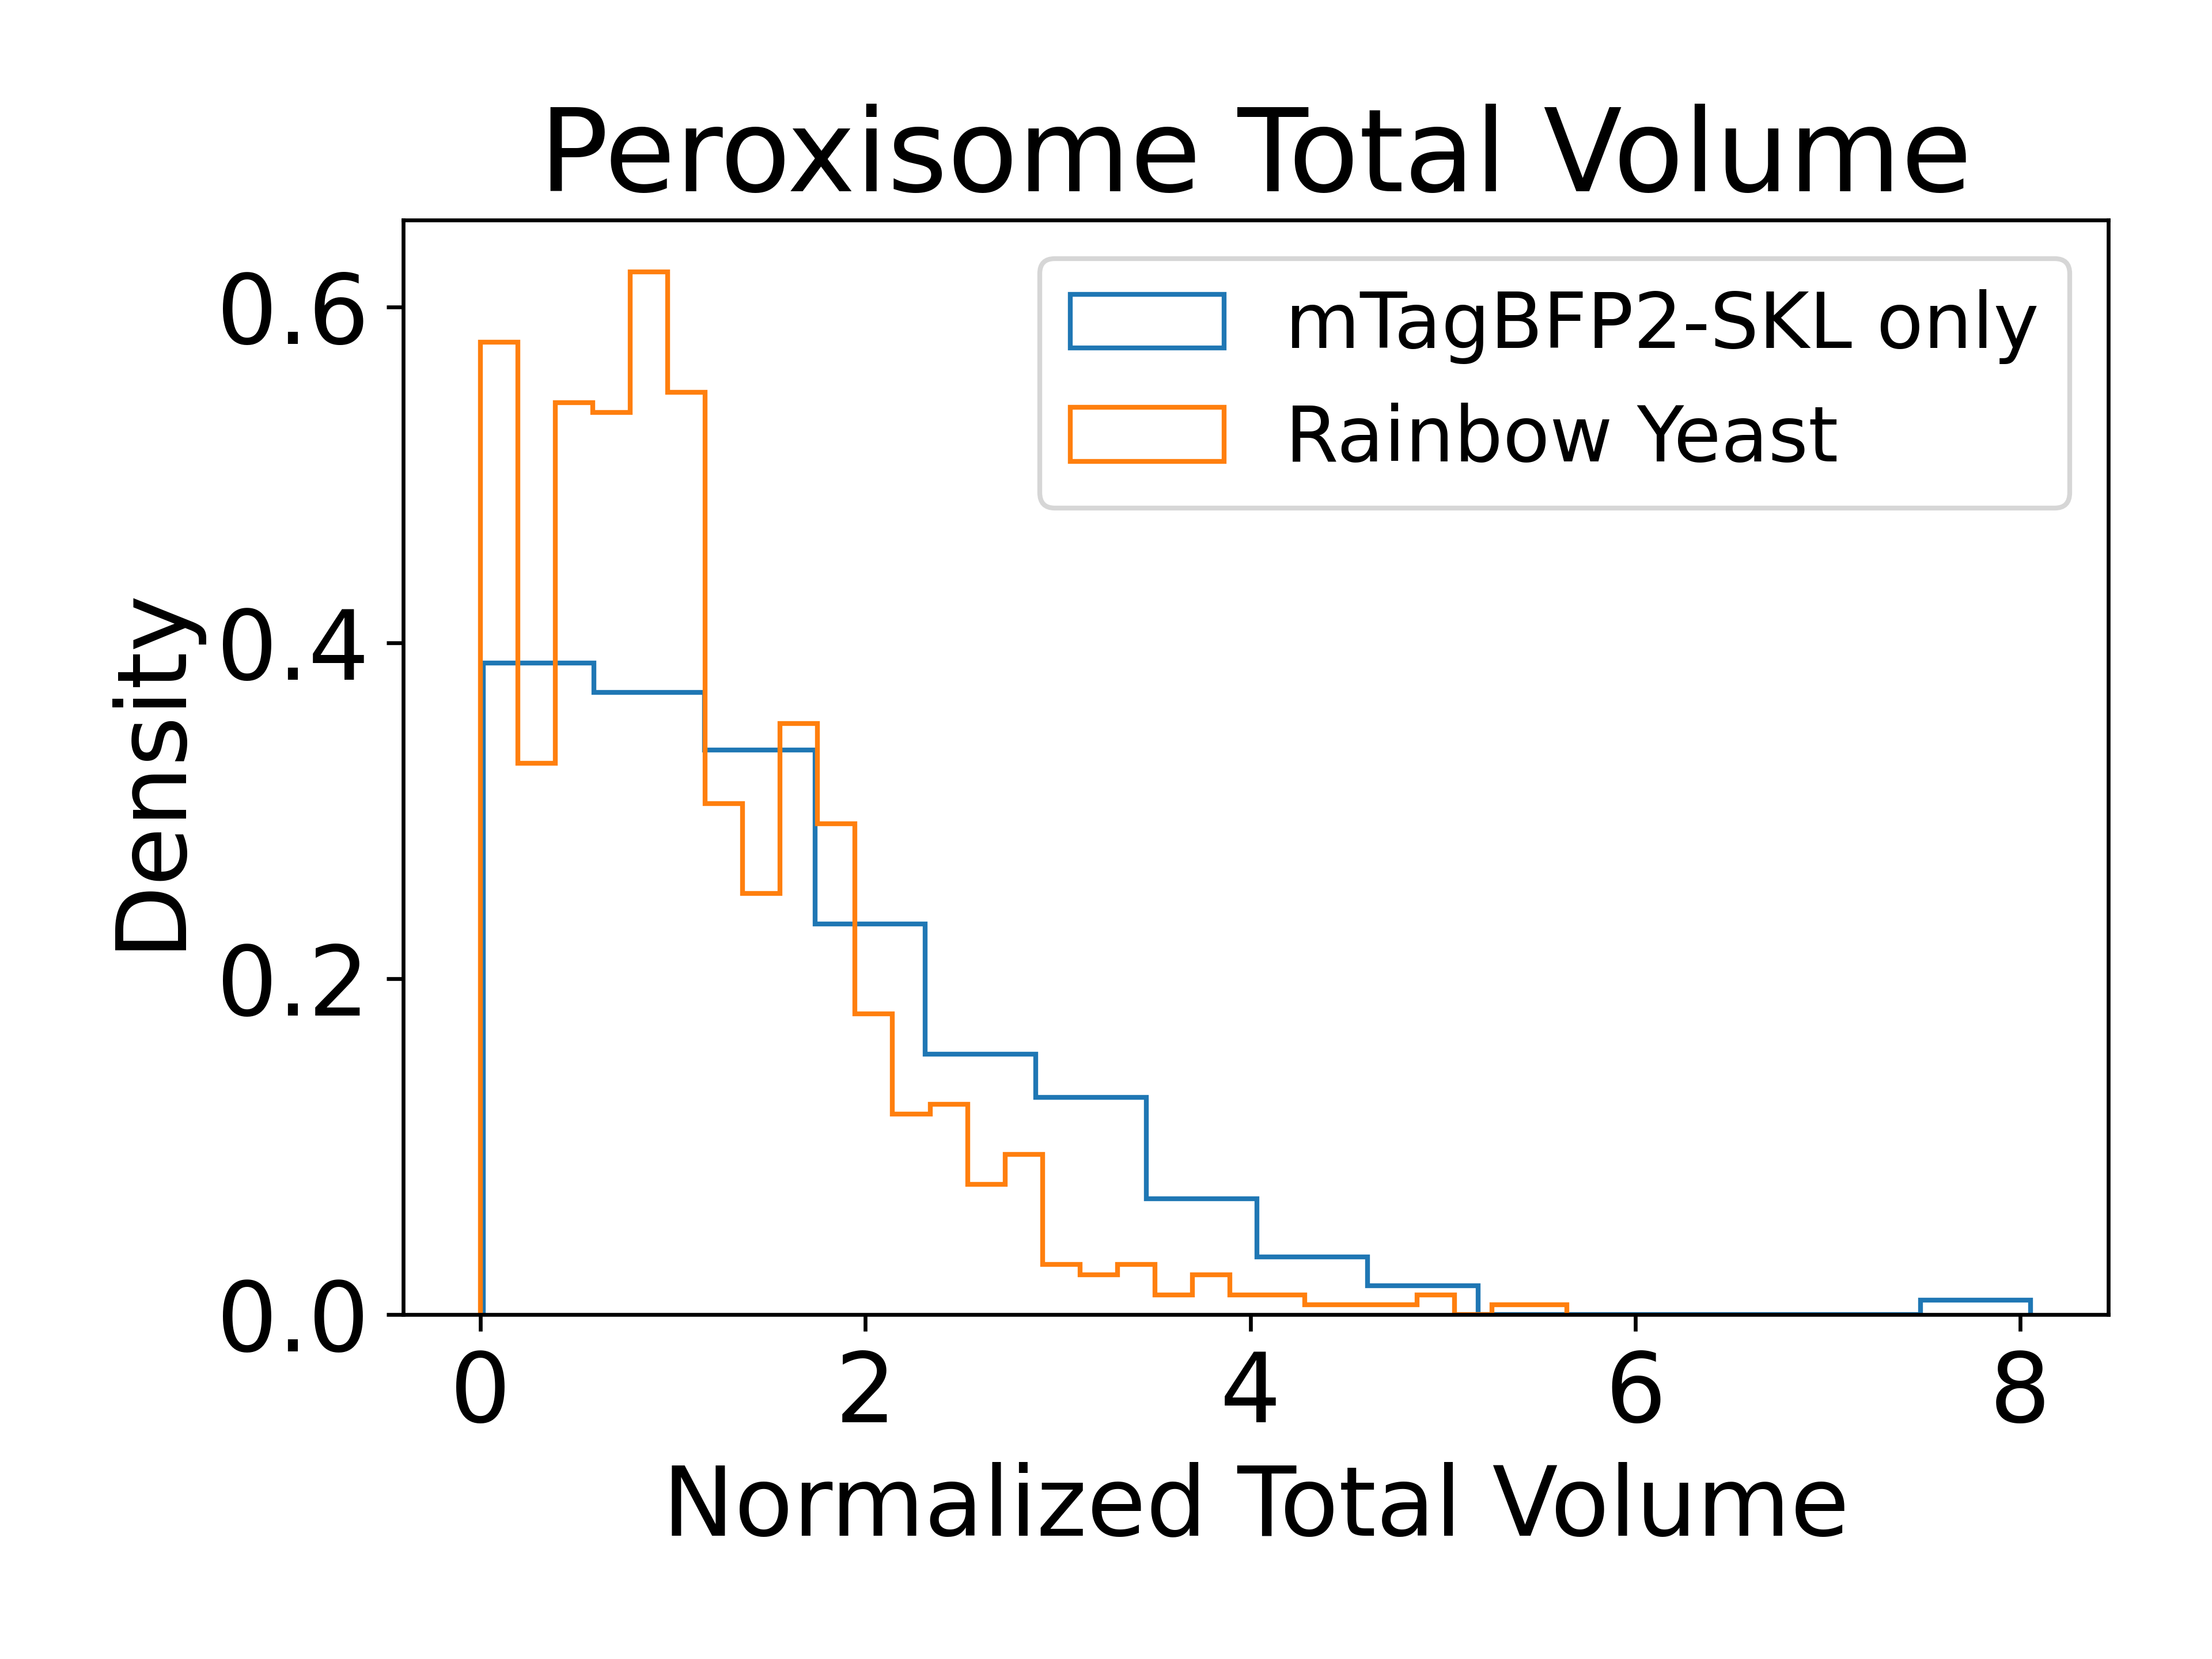 Peroxisome Total Volume
mTagBFP2-SKL only
Rainbow Yeast
Density
0.6
0.4
0.2
0.0
0 2 4 6 8
Normalized Total Volume